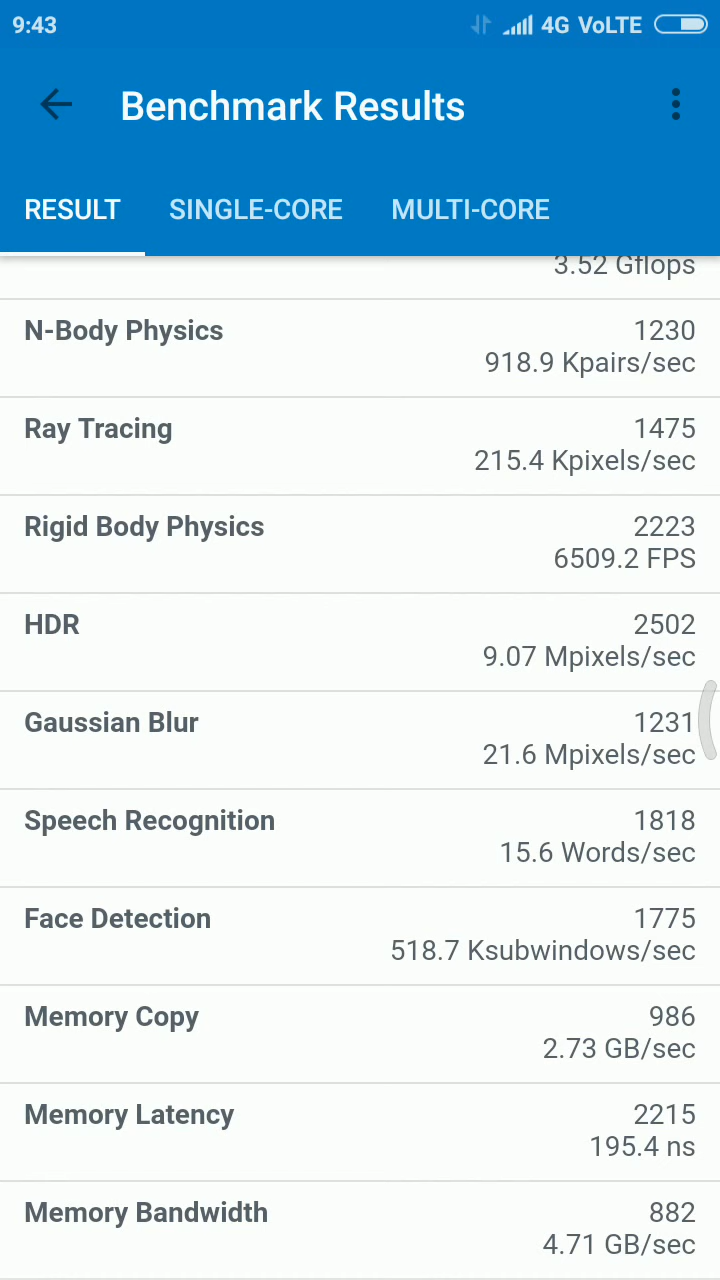 9:43 4G VoLTE
Benchmark Results
RESULT SINGLE-CORE MULTI-CORE
3.52 Gflops
N-Body Physics 1230
918.9 Kpairs/sec
Ray Tracing 1475
215.4 Kpixels/sec
Rigid Body Physics 2223
6509.2 FPS
HDR 2502
9.07 Mpixels/sec
Gaussian Blur 1231
21.6 Mpixels/sec
Speech Recognition 1818
15.6 Words/sec
Face Detection 1775
518.7 Ksubwindows/sec
Memory Copy 986
2.73 GB/sec
Memory Latency 2215
195.4 ns
Memory Bandwidth 882
4.71 GB/sec